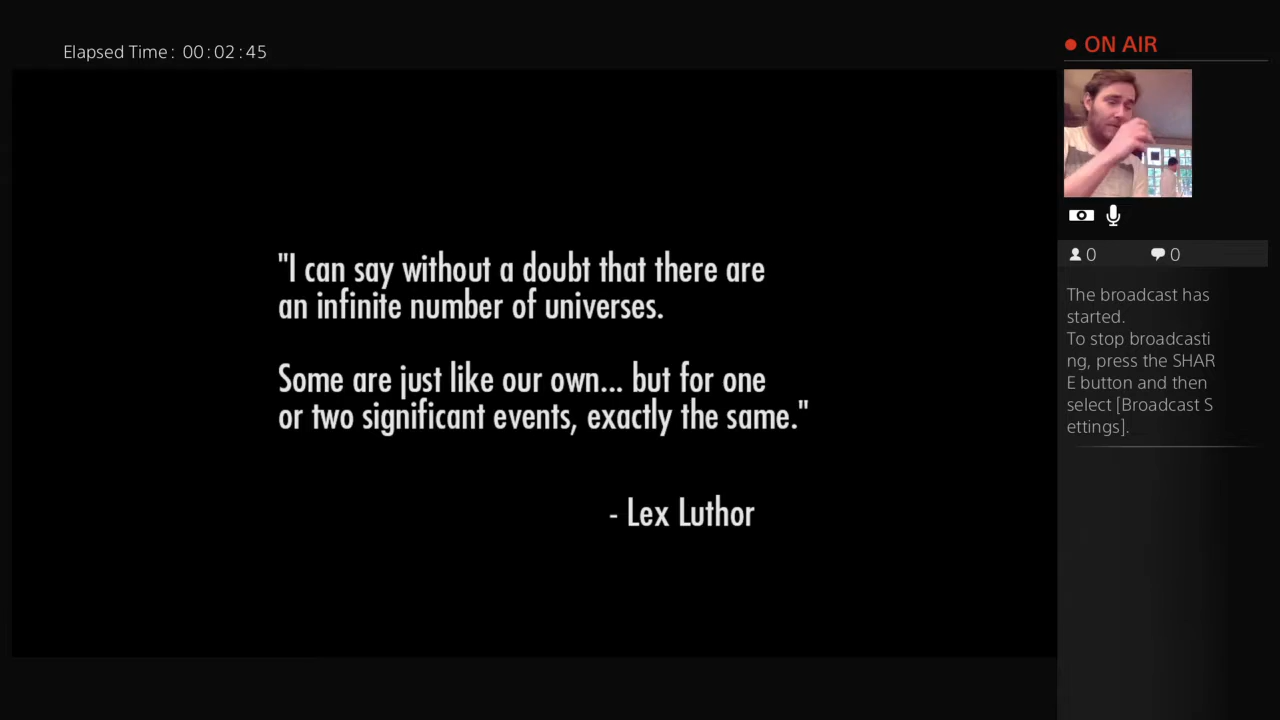 Elapsed Time: 00:02:45
ON AIR
"I can say without a doubt that there are
an infinite number of universes.
Some are just like our own... but for one
or two significant events, exactly the same."
- Lex Luthor
0 0
The broadcast has
started.
To stop broadcasti
ng, press the SHAR
E button and then
select [Broadcast S
ettings].